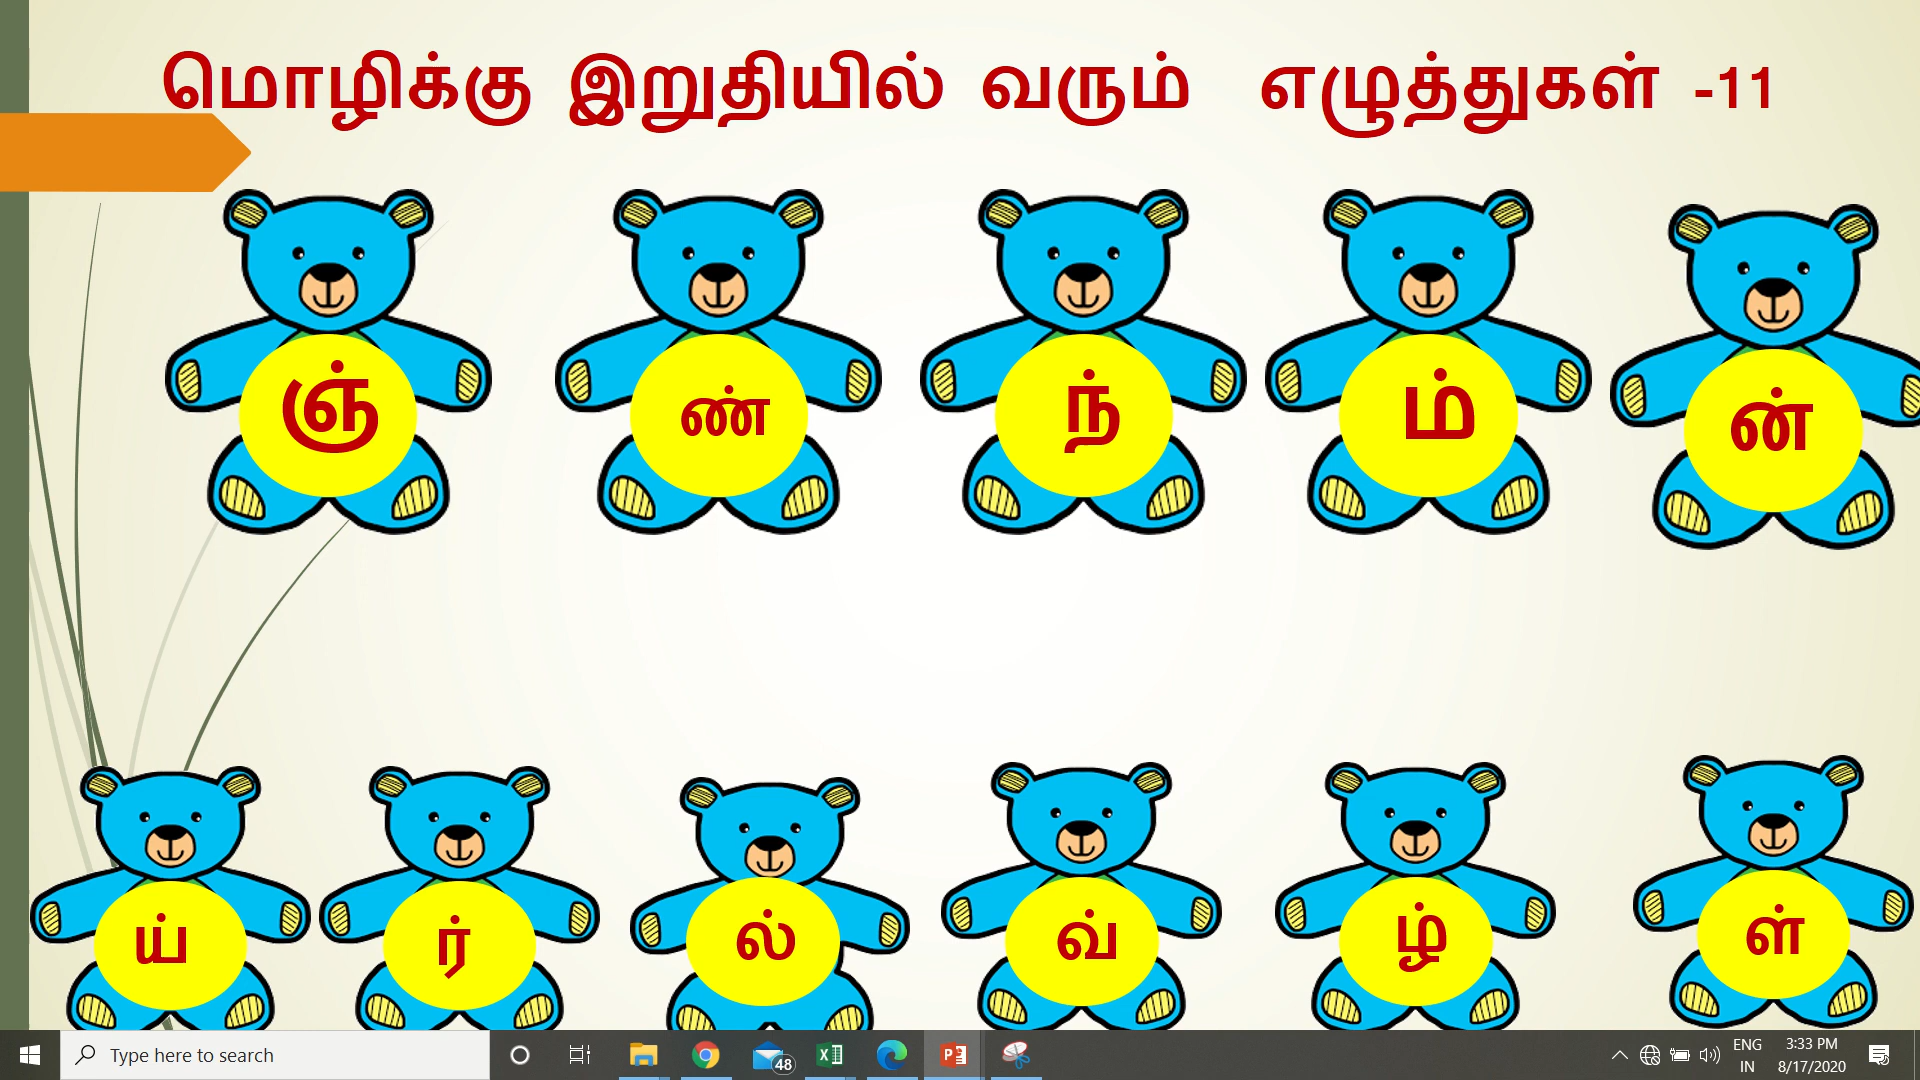 மொழிக்கு இறுதியில் வரும் எழுத்துகள் -11
ஞ் ண் ந் ம் ன்
ய் ர் ல் வ் ழ் ள்
Type here to search
48
ENG
IN
3:33 PM
8/17/2020